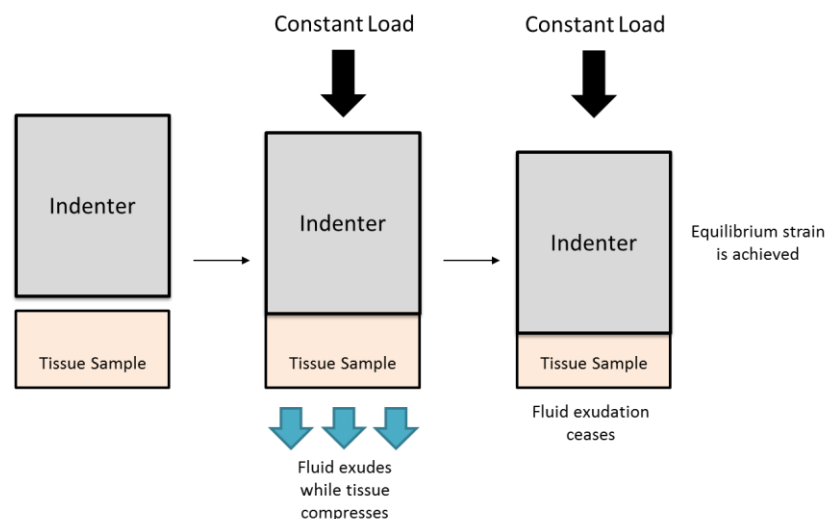 Constant Load
Constant Load
Indenter
Indenter
Indenter
Equilibrium strain
is achieved
Tissue Sample
Tissue Sample
Tissue Sample
Fluid exudes
while tissue
compresses
Fluid exudation
ceases